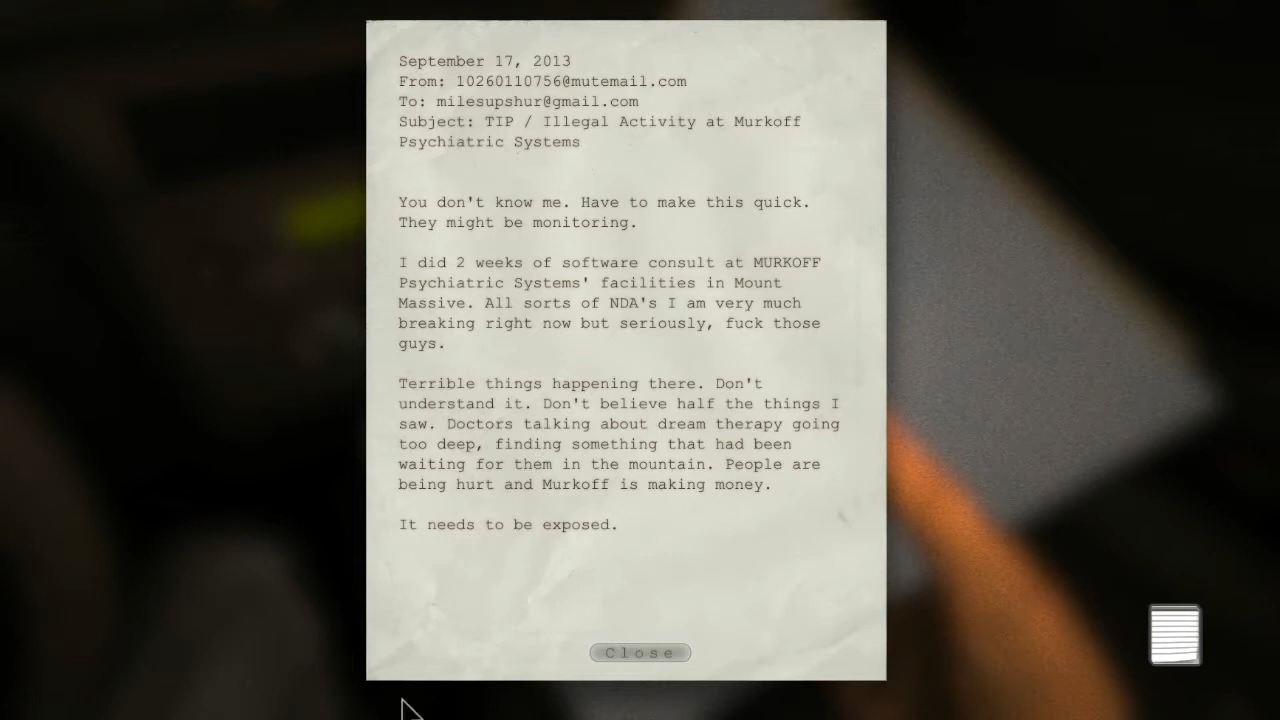 September 17, 2013
From: 10260110756@mutemail.com
To: milesupshur@gmail.com
Subject: TIP / Illegal Activity at Murkoff
Psychiatric Systems
You don't know me. Have to make this quick.
They might be monitoring.
I did 2 weeks of software consult at MURKOFF
Psychiatric Systems' facilities in Mount
Massive. All sorts of NDA's I am very much
breaking right now but seriously, fuck those
guys.
Terrible things happening there. Don't
understand it. Don't believe half the things I
saw. Doctors talking about dream therapy going
too deep, finding something that had been
waiting for them in the mountain. People are
being hurt and Murkoff is making money.
It needs to be exposed.
Close